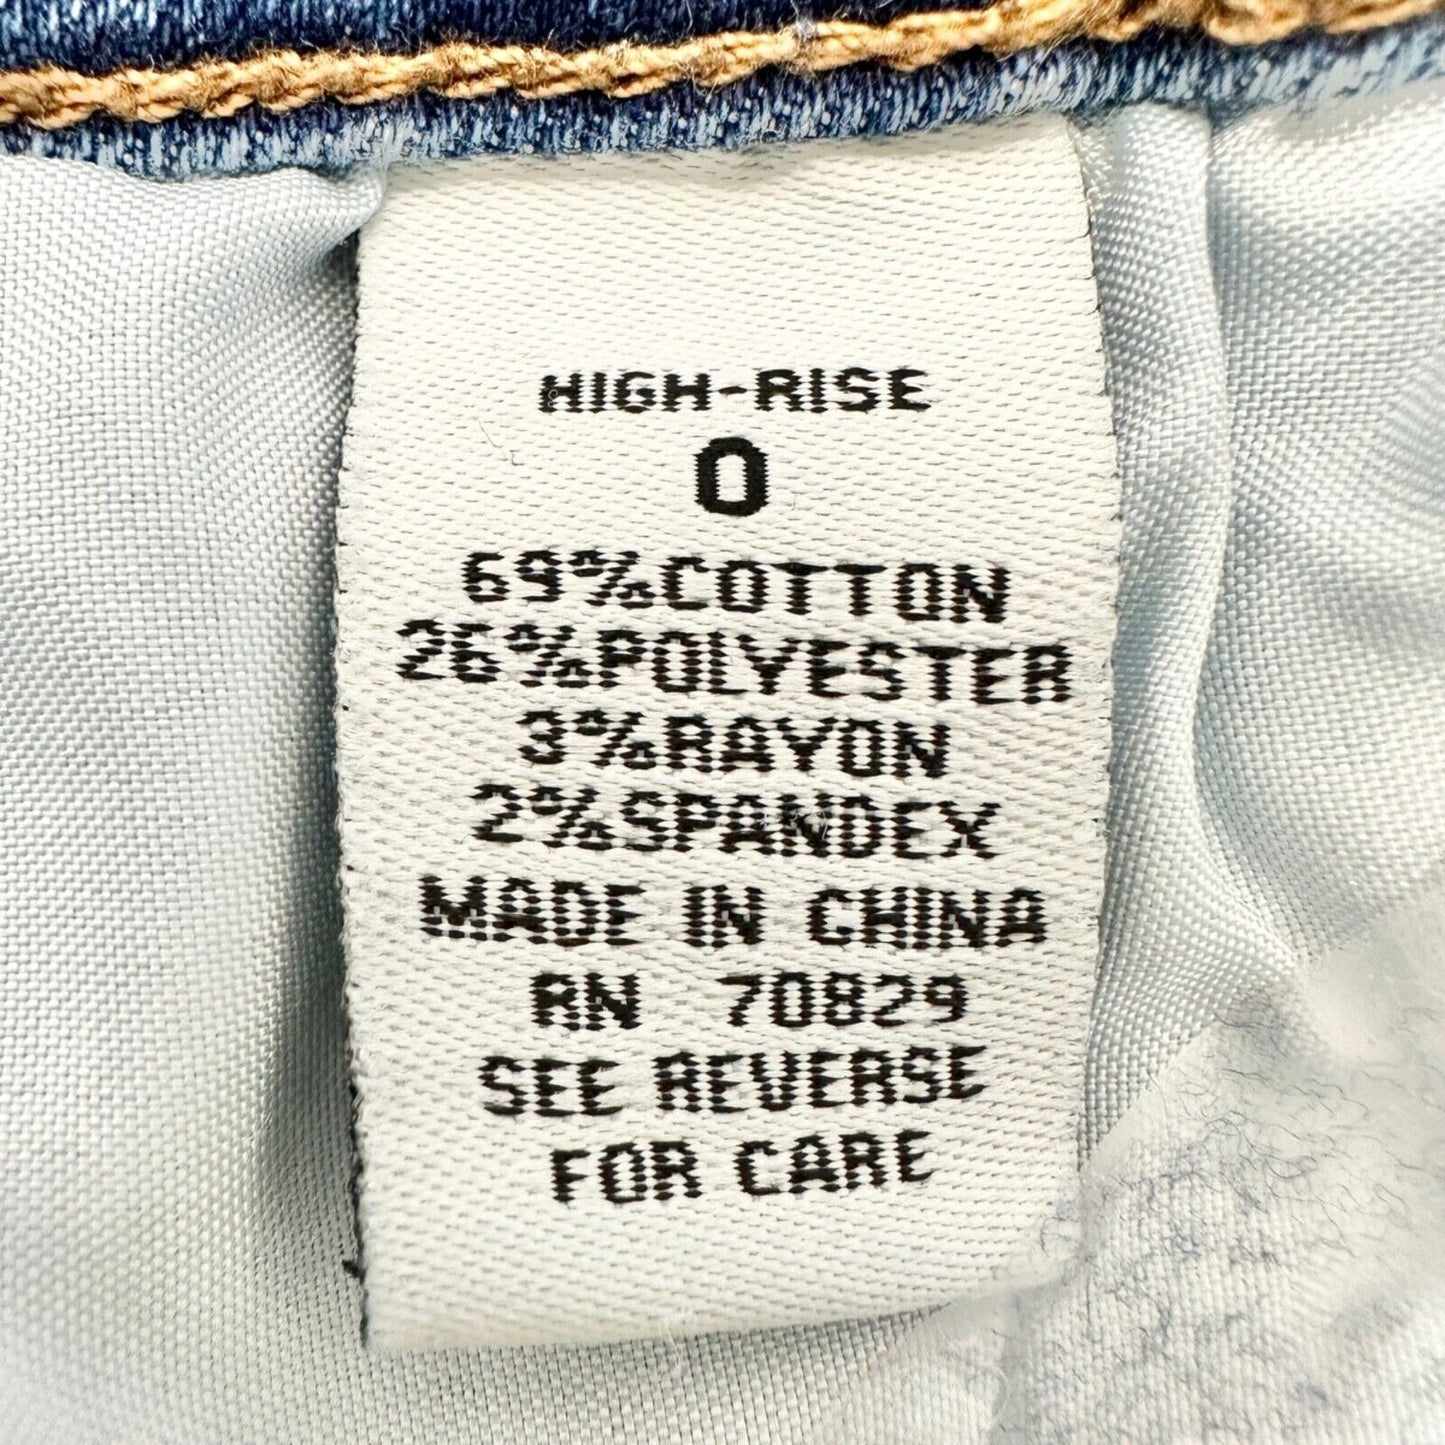 HIGH-RISE
0
69%COTTON
26%POLYESTER
3%RAYON
2%SPANDEX
MADE IN CHINA
RN 70829
SEE REVERSE
FOR CARE